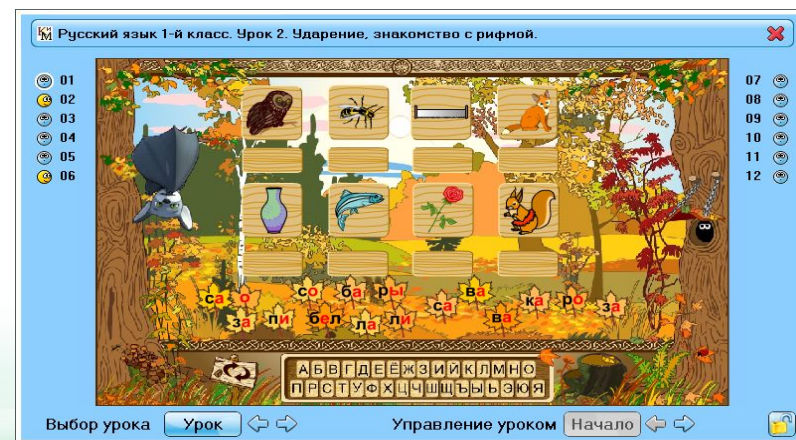 КиМ Русский язык 1-й класс. Урок 2. Ударение, знакомство с рифмой.
01
02
03
04
05
06
07
08
09
10
11
12
са о со ба ры са ва ка ро за
за пи бел ла ли ва
АБВГДЕЁЖЗИЙКЛМНО
ПРСТУФХЦЧШЩЪЫЬЭЮЯ
Выбор урока Урок Управление уроком Начало